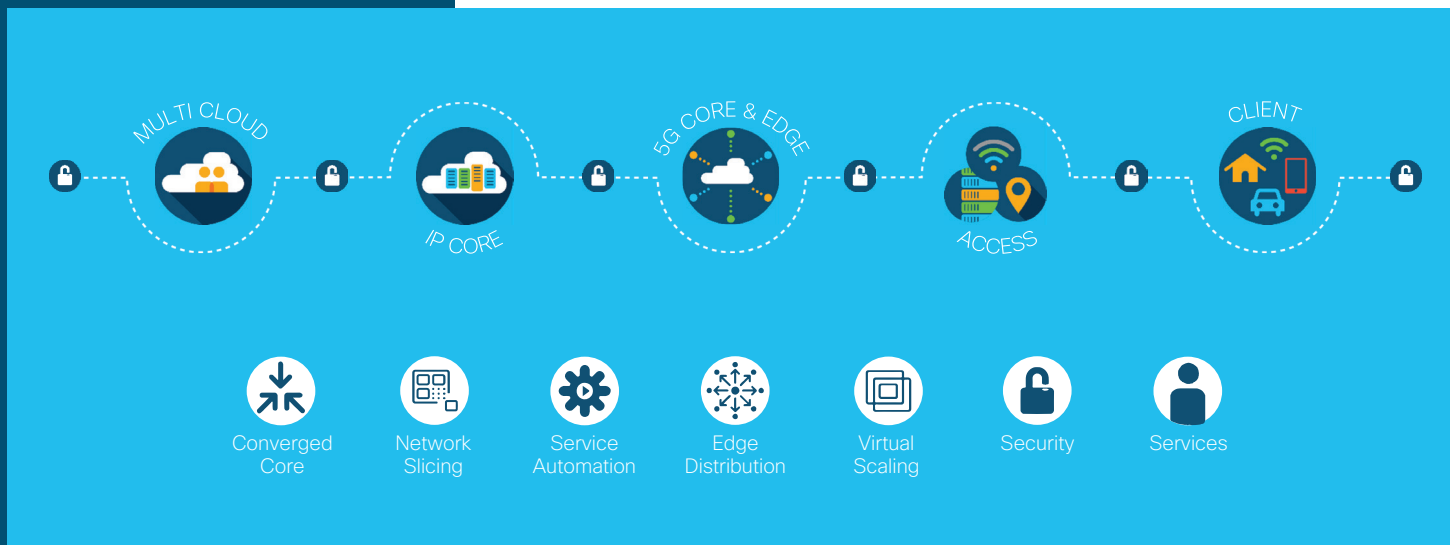 MULTI CLOUD
IP CORE
5G CORE & EDGE
ACCESS
CLIENT
Converged
Core
Network
Slicing
Service
Automation
Edge
Distribution
Virtual
Scaling
Security
Services